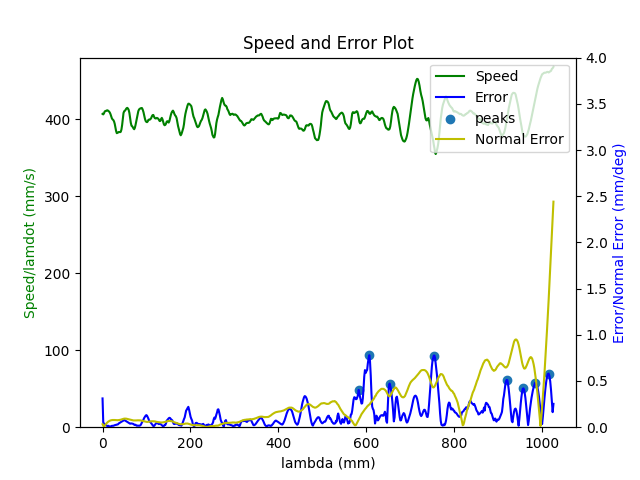 Speed and Error Plot
Speed
Error
peaks
Normal Error
Speed/lamdot (mm/s)
400
300
200
100
0
4.0
3.5
3.0
2.5
2.0
1.5
1.0
0.5
0.0
Error/Normal Error (mm/deg)
0 200 400 600 800 1000
lambda (mm)